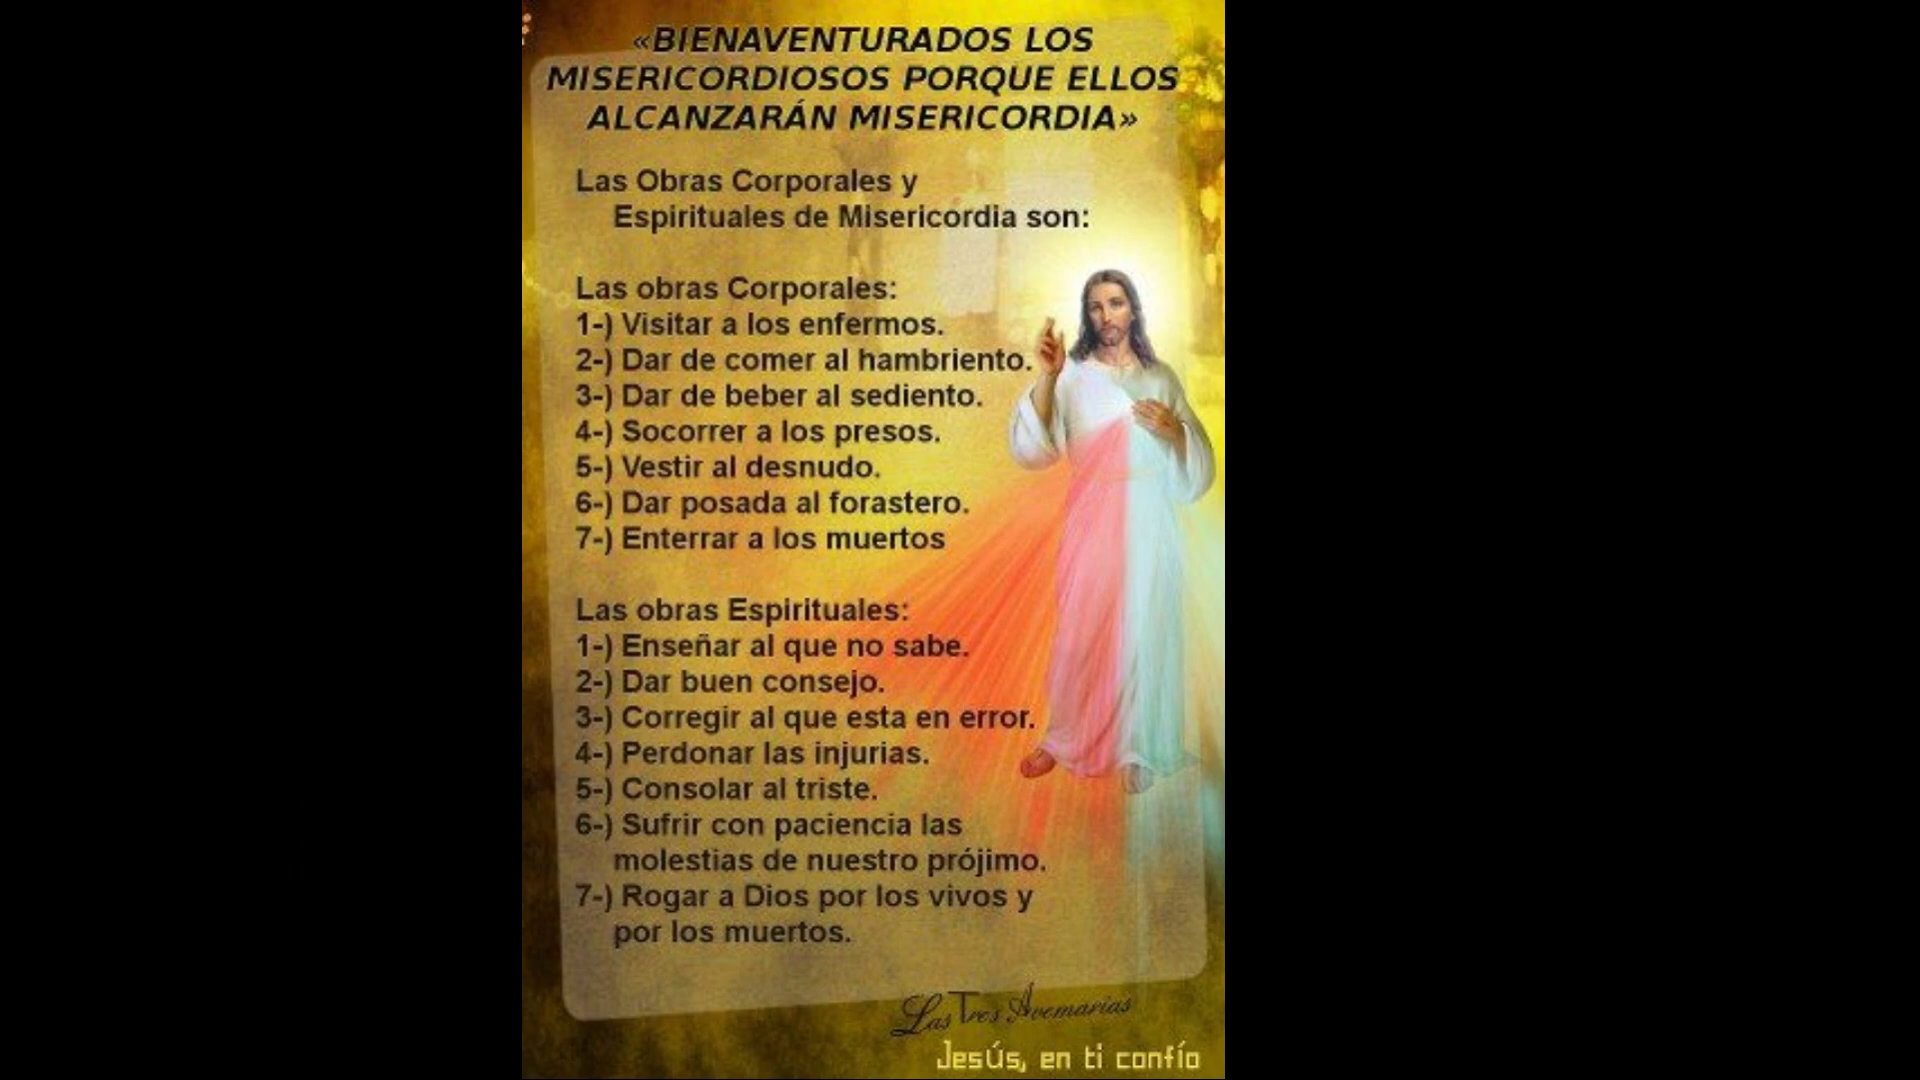 «BIENAVENTURADOS LOS
MISERICORDIOSOS PORQUE ELLOS
ALCANZARÁN MISERICORDIA»
Las Obras Corporales y
Espirituales de Misericordia son:
Las obras Corporales:
1-) Visitar a los enfermos.
2-) Dar de comer al hambriento.
3-) Dar de beber al sediento.
4-) Socorrer a los presos.
5-) Vestir al desnudo.
6-) Dar posada al forastero.
7-) Enterrar a los muertos
Las obras Espirituales:
1-) Enseñar al que no sabe.
2-) Dar buen consejo.
3-) Corregir al que esta en error.
4-) Perdonar las injurias.
5-) Consolar al triste.
6-) Sufrir con paciencia las
molestias de nuestro prójimo.
7-) Rogar a Dios por los vivos y
por los muertos.
Las Tres Avemarías
Jesús, en ti confío